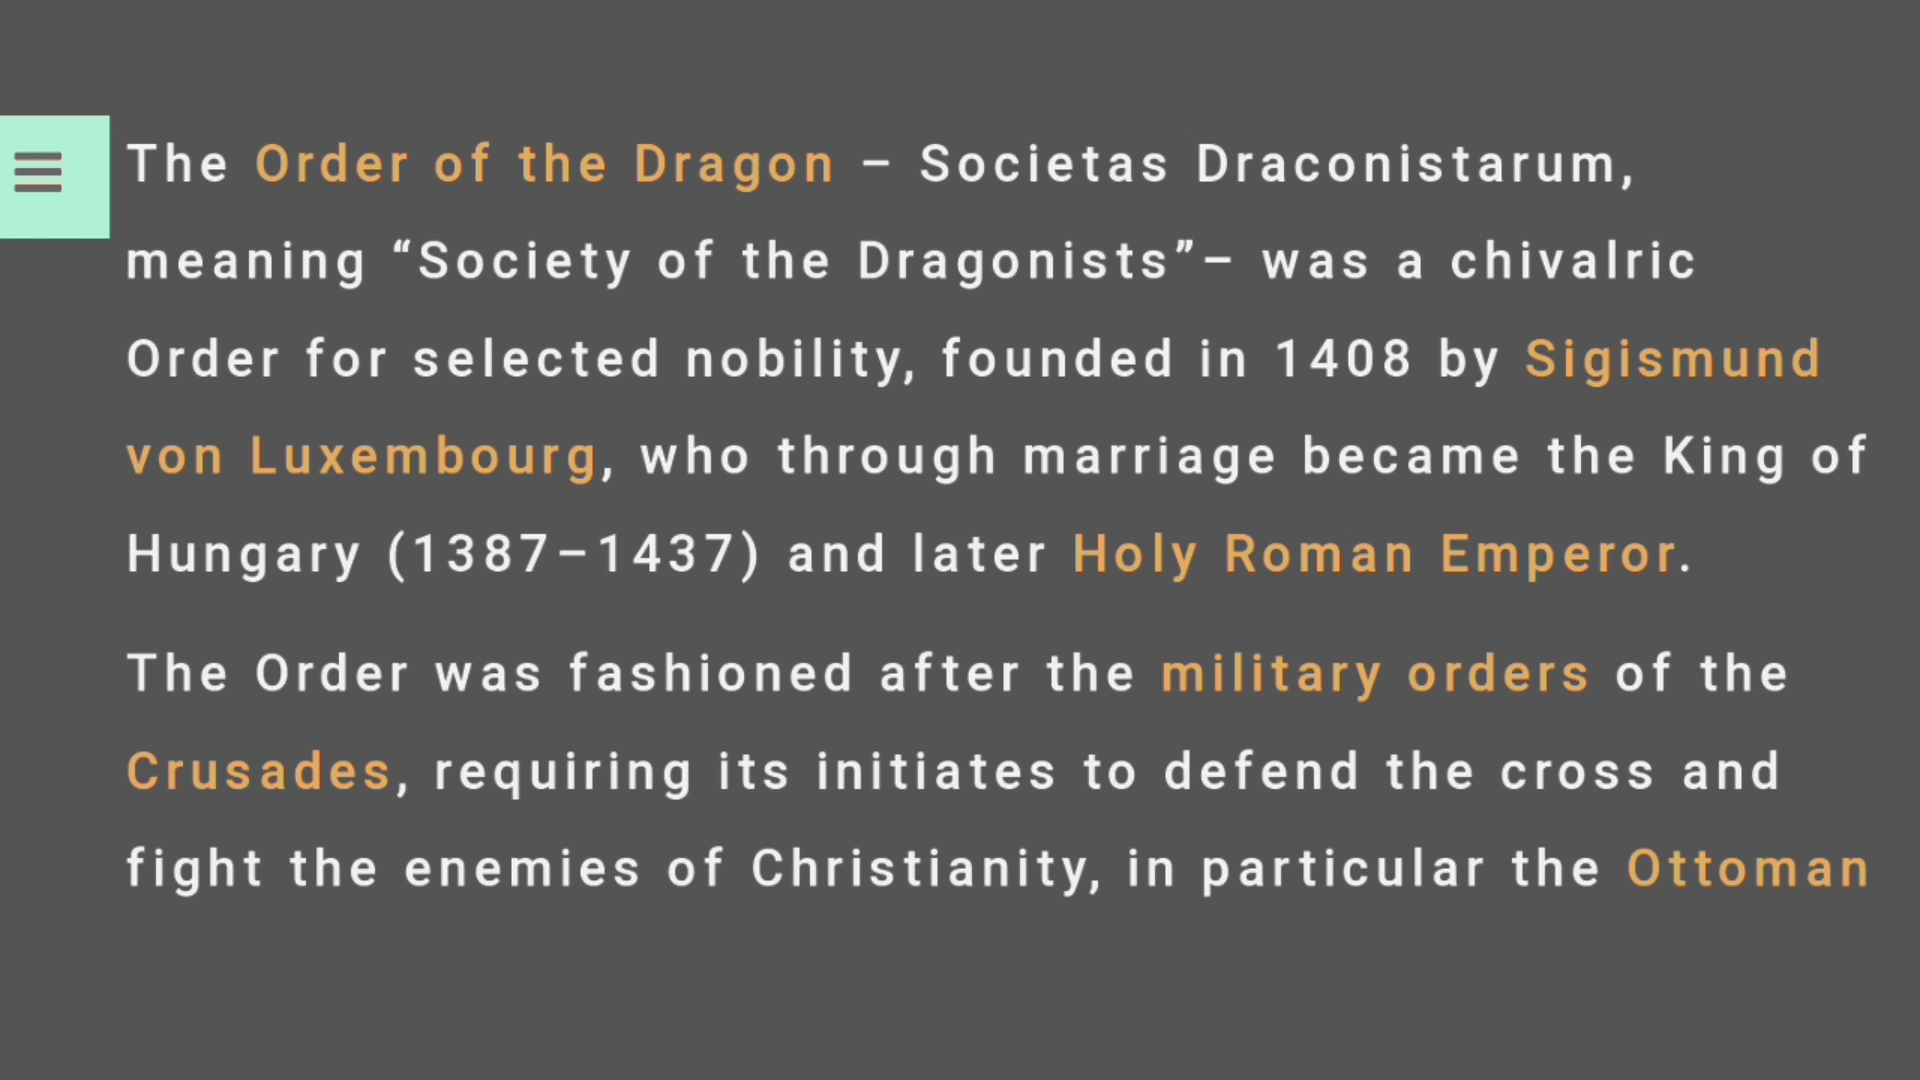 The Order of the Dragon – Societas Draconistarum,
meaning “Society of the Dragonists”– was a chivalric
Order for selected nobility, founded in 1408 by Sigismund
von Luxembourg, who through marriage became the King of
Hungary (1387–1437) and later Holy Roman Emperor.
The Order was fashioned after the military orders of the
Crusades, requiring its initiates to defend the cross and
fight the enemies of Christianity, in particular the Ottoman